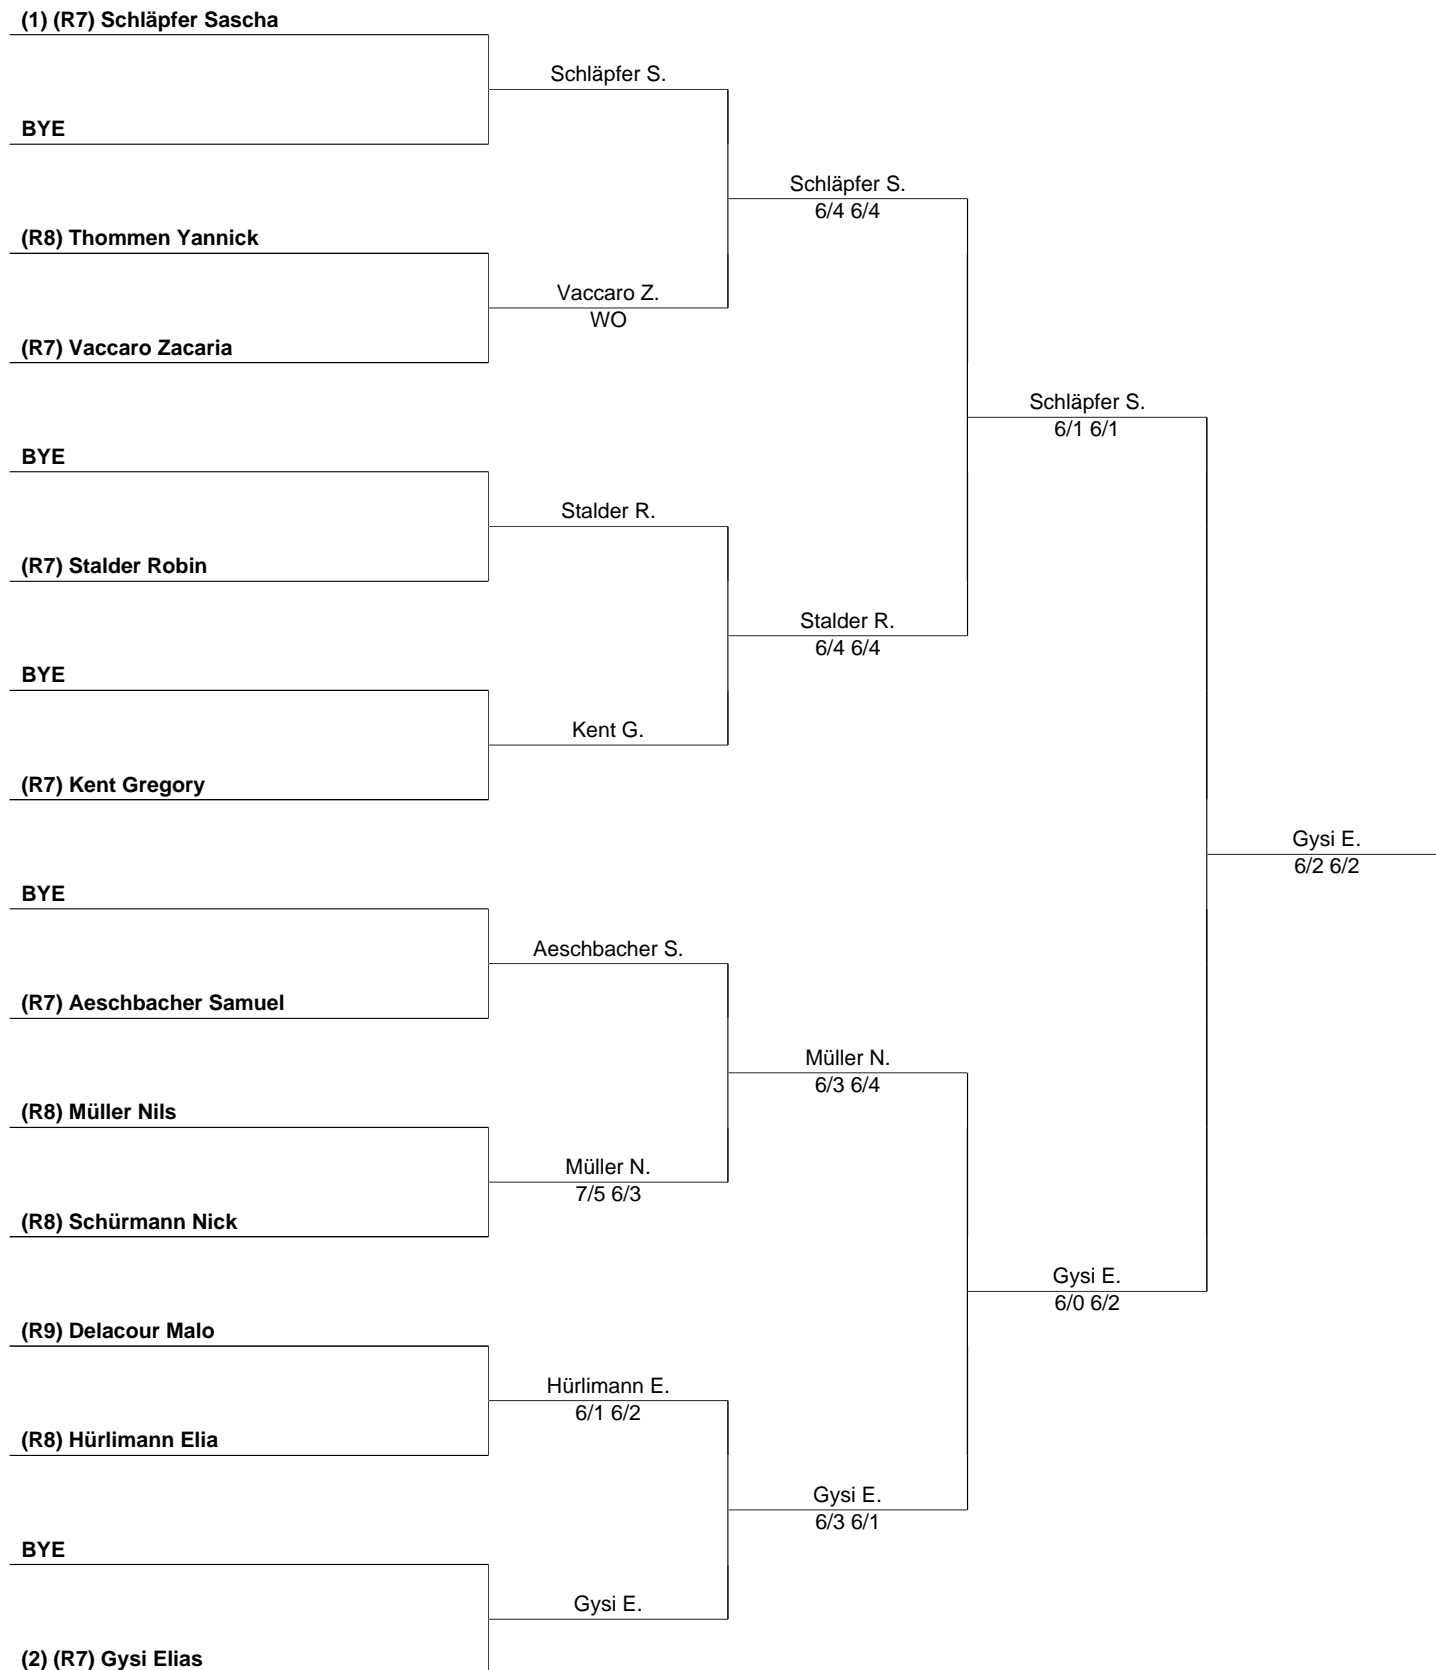 (1) (R7) Schläpfer Sascha
Schläpfer S.
BYE
Schläpfer S.
6/4 6/4
(R8) Thommen Yannick
Vaccaro Z.
WO
(R7) Vaccaro Zacaria
Schläpfer S.
6/1 6/1
BYE
Stalder R.
(R7) Stalder Robin
Stalder R.
6/4 6/4
BYE
Kent G.
(R7) Kent Gregory
Gysi E.
6/2 6/2
BYE
Aeschbacher S.
(R7) Aeschbacher Samuel
Müller N.
6/3 6/4
(R8) Müller Nils
Müller N.
7/5 6/3
(R8) Schürmann Nick
Gysi E.
6/0 6/2
(R9) Delacour Malo
Hürlimann E.
6/1 6/2
(R8) Hürlimann Elia
Gysi E.
6/3 6/1
BYE
Gysi E.
(2) (R7) Gysi Elias